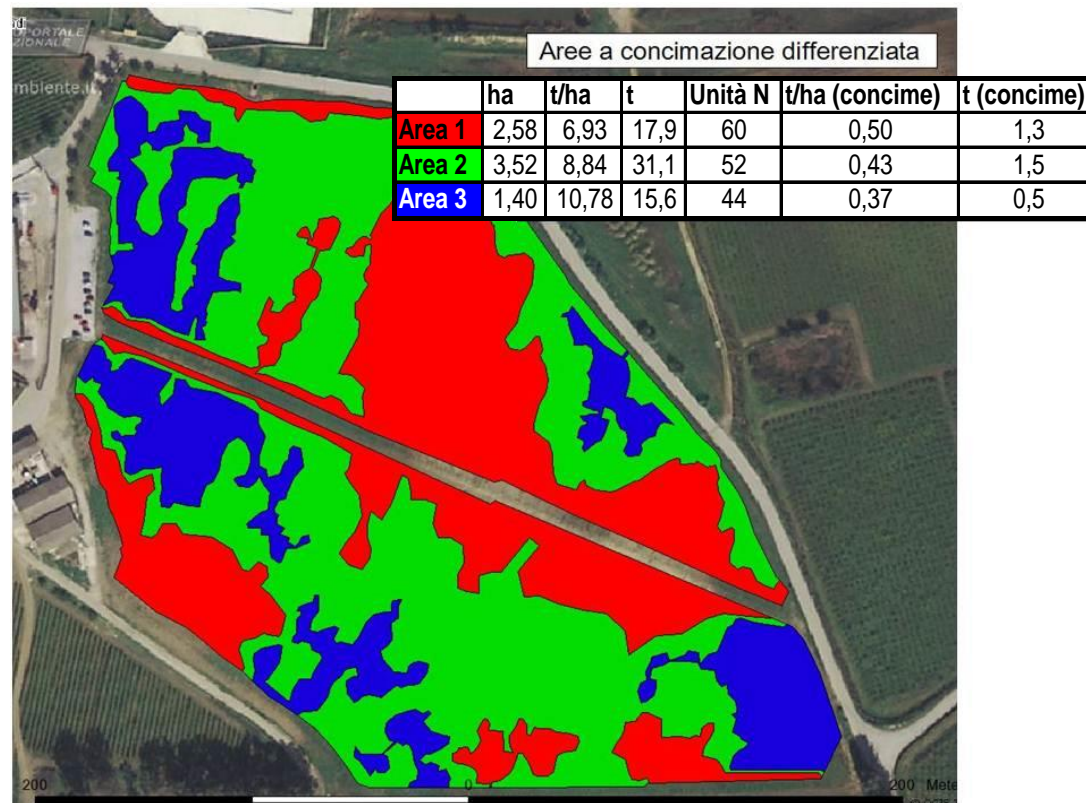 PORTALE
ZIONALE
mbiente.it
Aree a concimazione differenziata
ha t/ha t Unità N t/ha (concime) t (concime)
Area 1 2,58 6,93 17,9 60 0,50 1,3
Area 2 3,52 8,84 31,1 52 0,43 1,5
Area 3 1,40 10,78 15,6 44 0,37 0,5
200 0 200 Mete